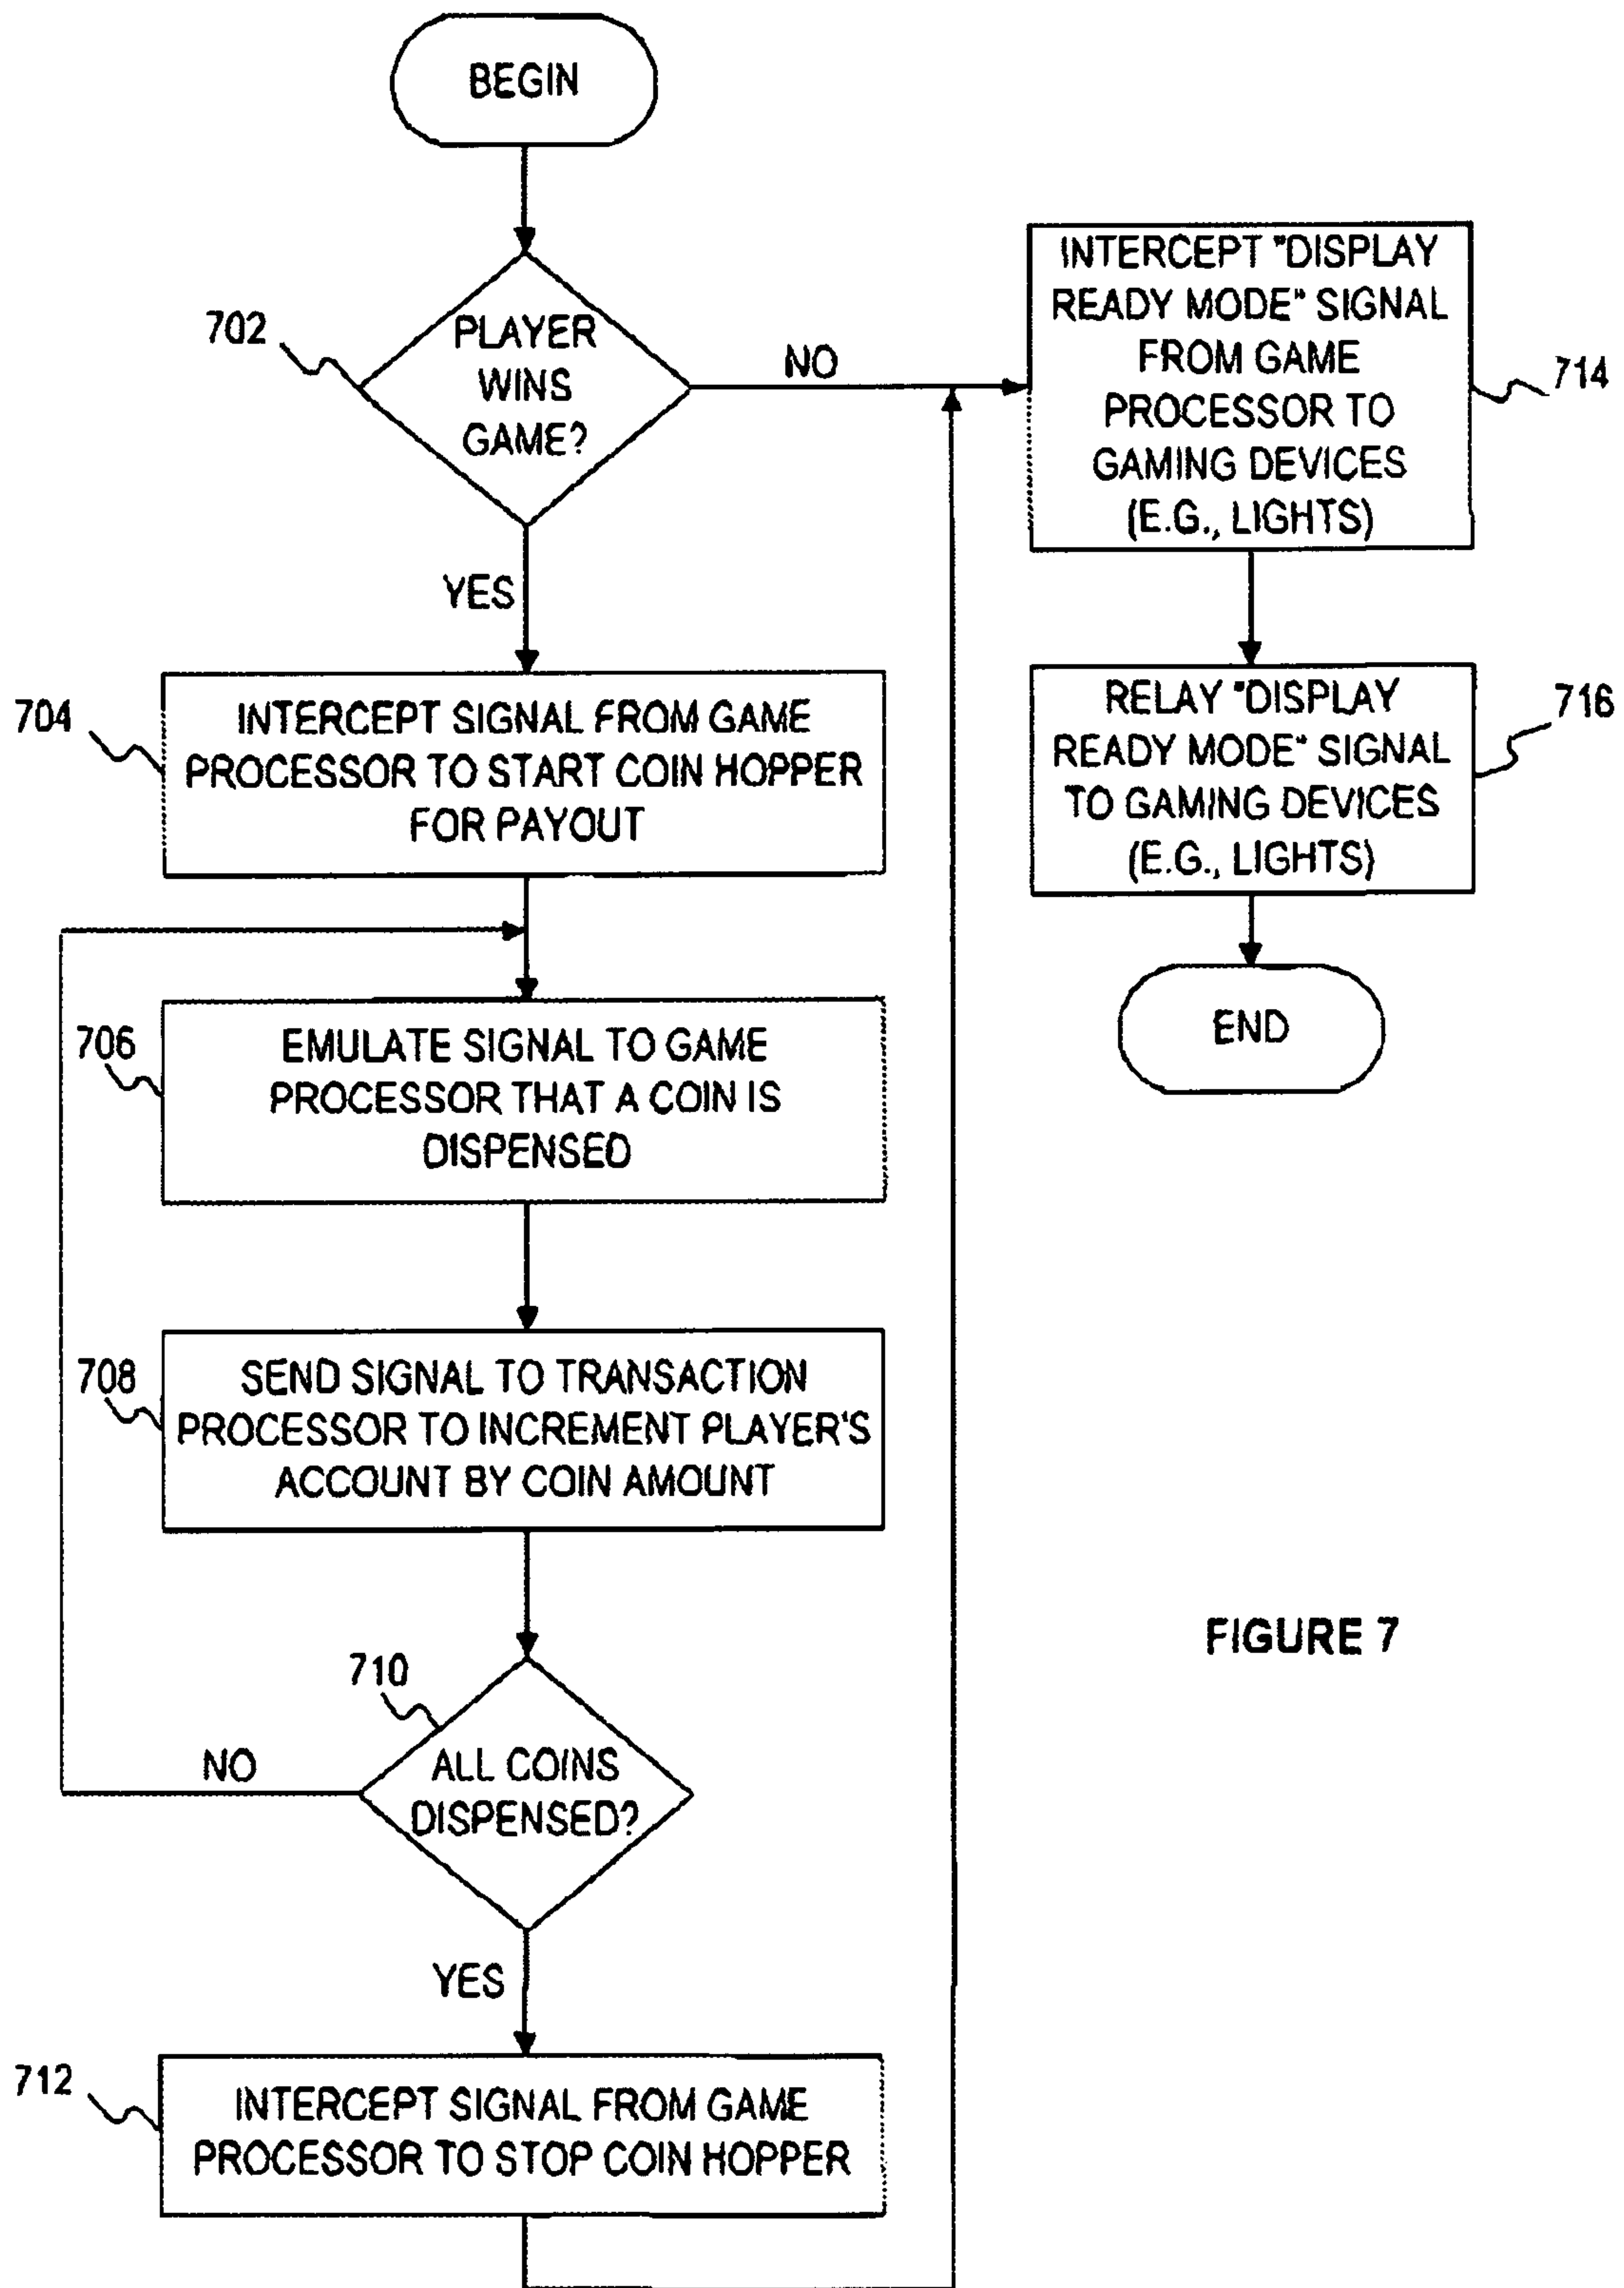 BEGIN
702
PLAYER
WINS
GAME?
NO
YES
704
INTERCEPT SIGNAL FROM GAME
PROCESSOR TO START COIN HOPPER
FOR PAYOUT
706
EMULATE SIGNAL TO GAME
PROCESSOR THAT A COIN IS
DISPENSED
708
SEND SIGNAL TO TRANSACTION
PROCESSOR TO INCREMENT PLAYER'S
ACCOUNT BY COIN AMOUNT
710
ALL COINS
DISPENSED?
NO
YES
712
INTERCEPT SIGNAL FROM GAME
PROCESSOR TO STOP COIN HOPPER
INTERCEPT "DISPLAY
READY MODE" SIGNAL
FROM GAME
PROCESSOR TO
GAMING DEVICES
(E.G., LIGHTS)
714
RELAY "DISPLAY
READY MODE" SIGNAL
TO GAMING DEVICES
(E.G., LIGHTS)
716
END
FIGURE 7